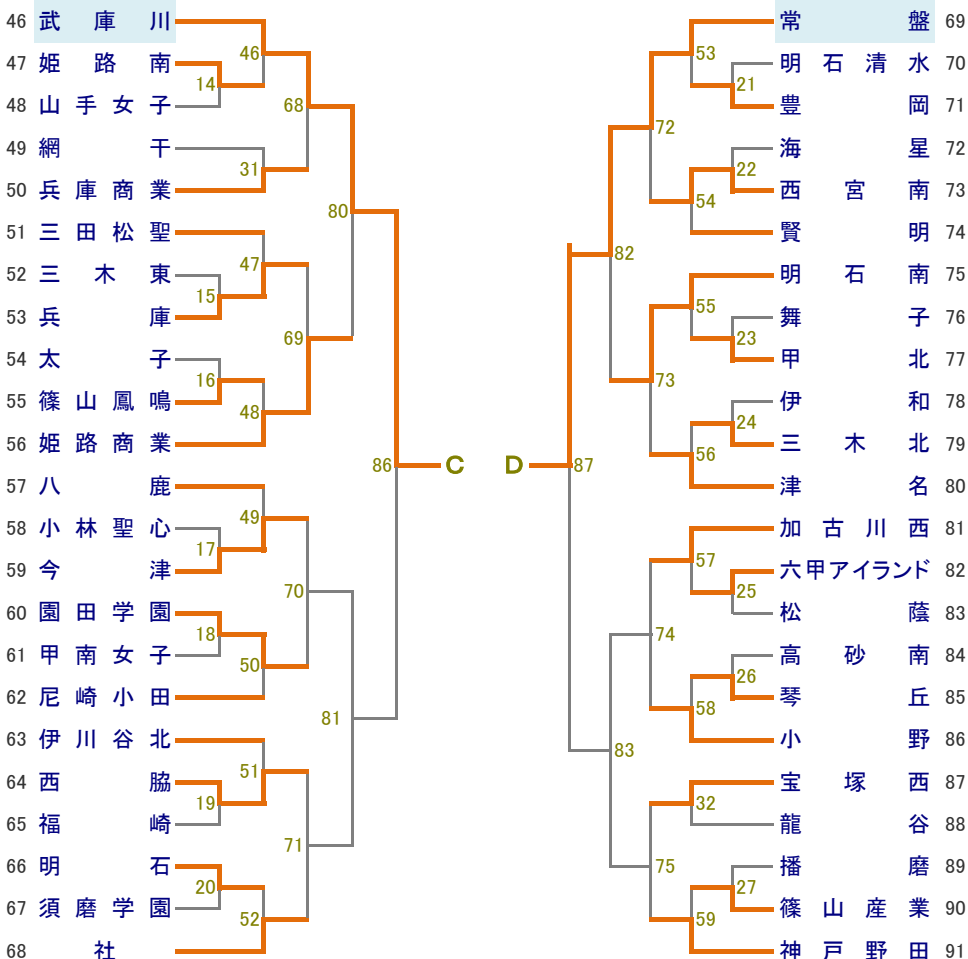 46 武庫川
47 姫路南
48 山手女子
49 網干
50 兵庫商業
51 三田松聖
52 三木東
53 兵庫
54 太子
55 篠山鳳鳴
56 姫路商業
57 八鹿
58 小林聖心
59 今津
60 園田学園
61 甲南女子
62 尼崎小田
63 伊川谷北
64 西脇
65 福崎
66 明石
67 須磨学園
68 社
14
31
15
16
17
18
19
20
46
47
48
49
50
51
52
68
69
70
71
80
81
86
C
D
87
82
83
72
73
74
75
53
54
55
56
57
58
32
59
21
22
23
24
25
26
27
常盤 69
明石清水 70
豊岡 71
海星 72
西宮南 73
賢明 74
明石南 75
舞子 76
甲北 77
伊和 78
三木北 79
津名 80
加古川西 81
六甲アイランド 82
松蔭 83
高砂南 84
琴丘 85
小野 86
宝塚西 87
龍谷 88
播磨 89
篠山産業 90
神戸野田 91